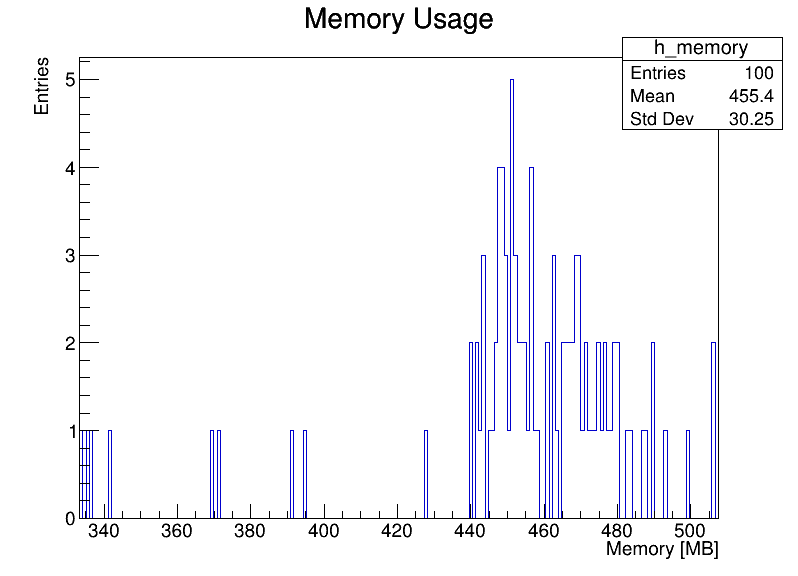 Memory Usage
h_memory
Entries 100
Mean 455.4
Std Dev 30.25
Entries
5
4
3
2
1
0
340 360 380 400 420 440 460 480 500
Memory [MB]